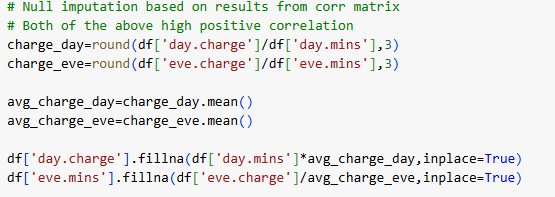 # Null imputation based on results from corr matrix
# Both of the above high positive correlation
charge_day=round(df['day.charge']/df['day.mins'],3)
charge_eve=round(df['eve.charge']/df['eve.mins'],3)
avg_charge_day=charge_day.mean()
avg_charge_eve=charge_eve.mean()
df['day.charge'].fillna(df['day.mins']*avg_charge_day,inplace=True)
df['eve.mins'].fillna(df['eve.charge']/avg_charge_eve,inplace=True)